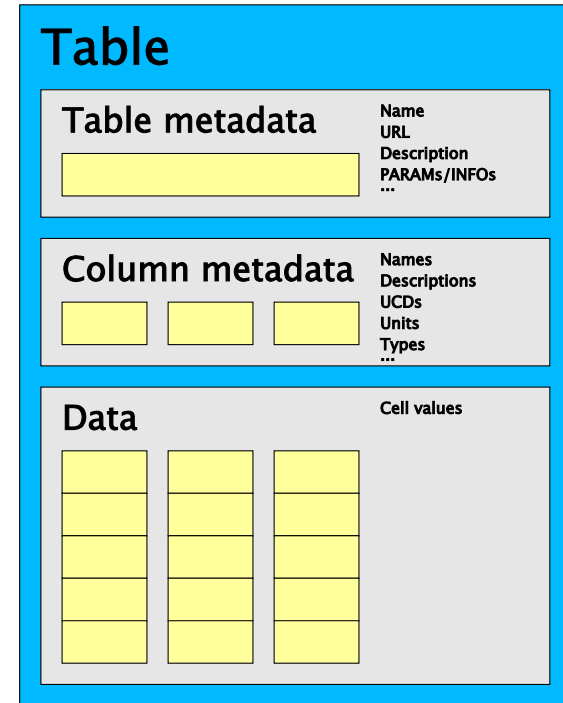 Table
Table metadata
Name
URL
Description
PARAMs/INFOs
...
Column metadata
Names
Descriptions
UCDs
Units
Types
...
Data
Cell values